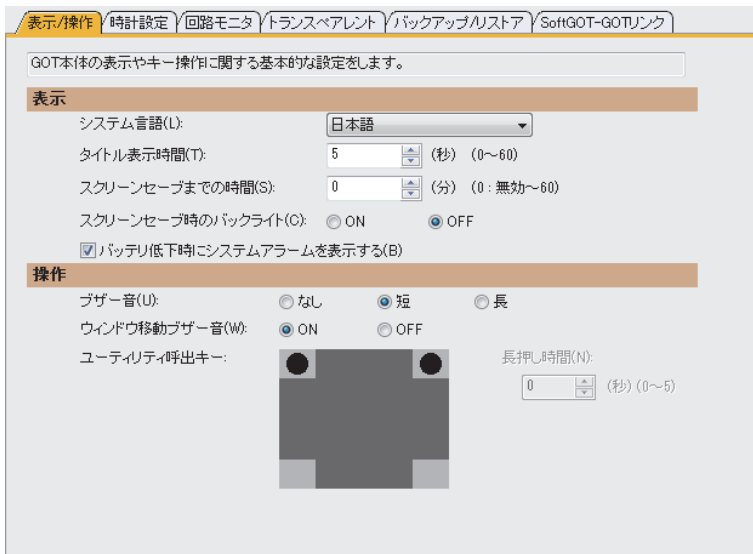 表示/操作 時計設定 回路モニタ トランスペアレント バックアップ/リストア SoftGOT-GOTリンク
GOT本体の表示やキー操作に関する基本的な設定をします。
表示
システム言語(L): 日本語
タイトル表示時間(T): 5 (秒) (0～60)
スクリーンセーブまでの時間(S): 0 (分) (0 : 無効～60)
スクリーンセーブ時のバックライト(C): ON OFF
バッテリ低下時にシステムアラームを表示する(B)
操作
ブザー音(U): なし 短 長
ウィンドウ移動ブザー音(W): ON OFF
ユーティリティ呼出キー: 長押し時間(N):
0 (秒) (0～5)